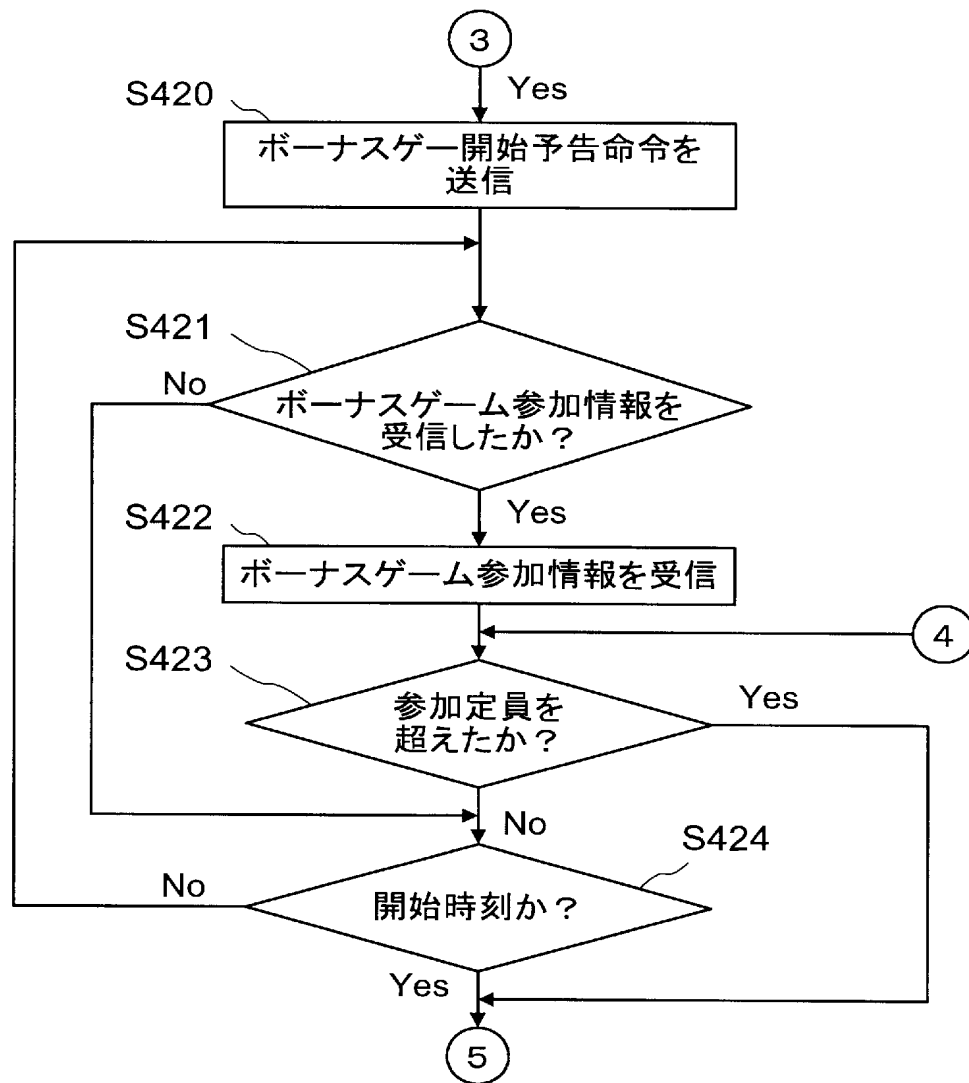 3
Yes
S420
ボーナスゲー開始予告命令を
送信
S421
No
ボーナスゲーム参加情報を
受信したか？
Yes
S422
ボーナスゲーム参加情報を受信
4
S423
参加定員を
超えたか？
Yes
No
S424
No
開始時刻か？
Yes
5